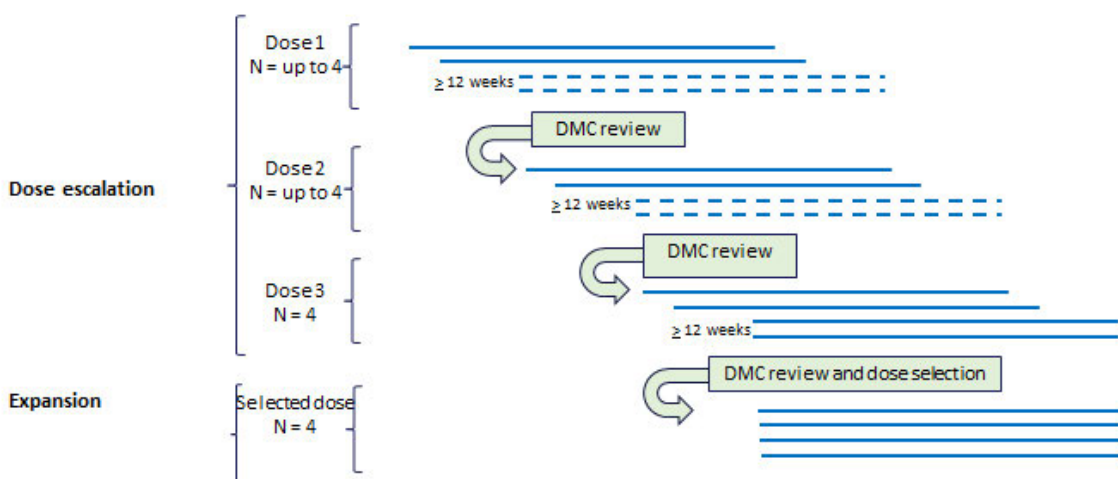 Dose 1
N = up to 4
≥ 12 weeks
DMC review
Dose escalation
Dose 2
N = up to 4
≥ 12 weeks
DMC review
Dose 3
N = 4
≥ 12 weeks
DMC review and dose selection
Expansion
Selected dose
N = 4